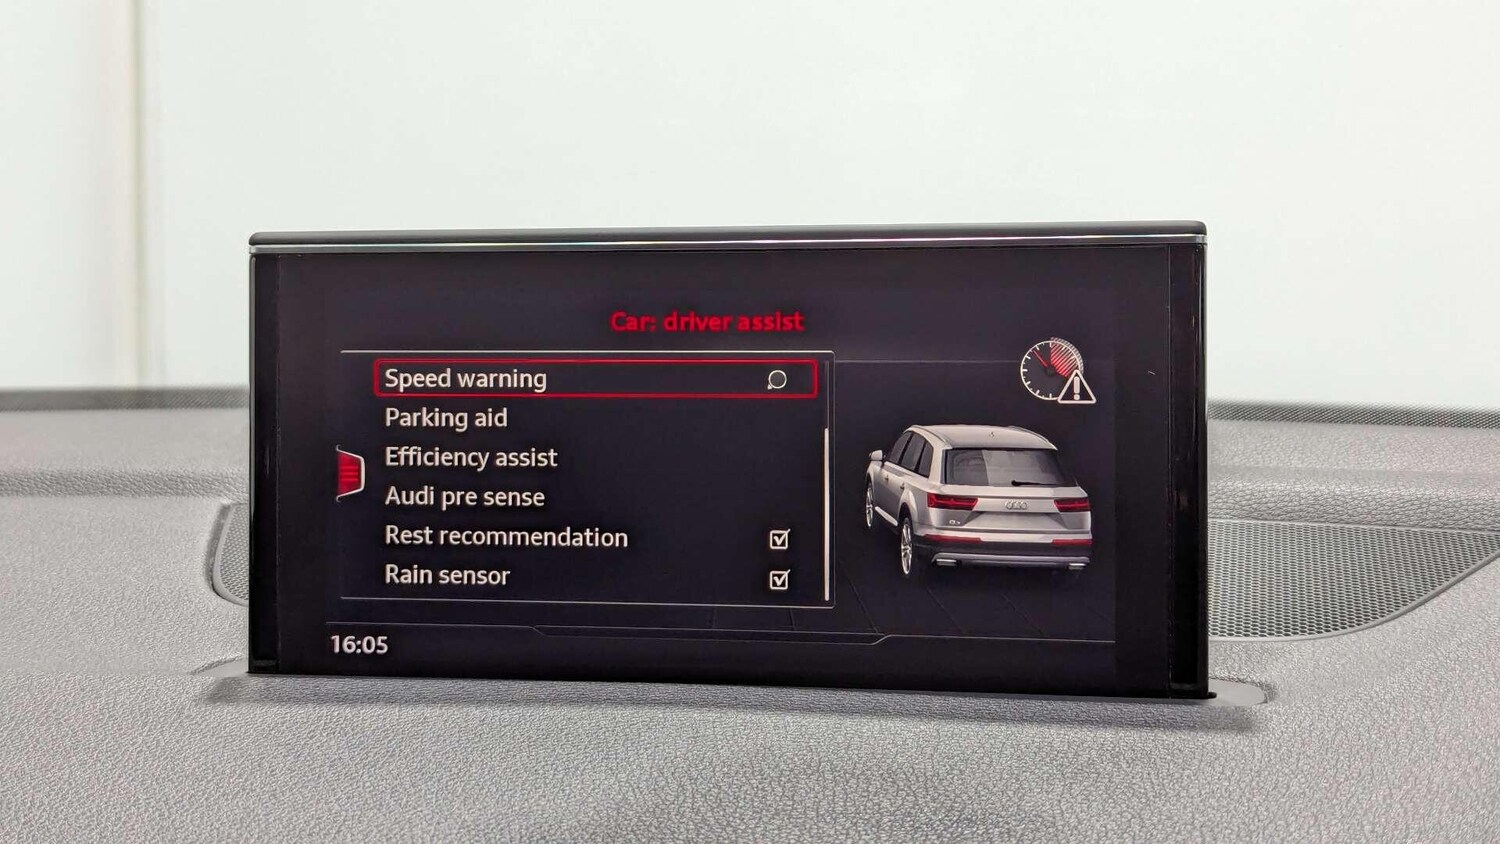 Car: driver assist
Speed warning
Parking aid
Efficiency assist
Audi pre sense
Rest recommendation
Rain sensor
16:05